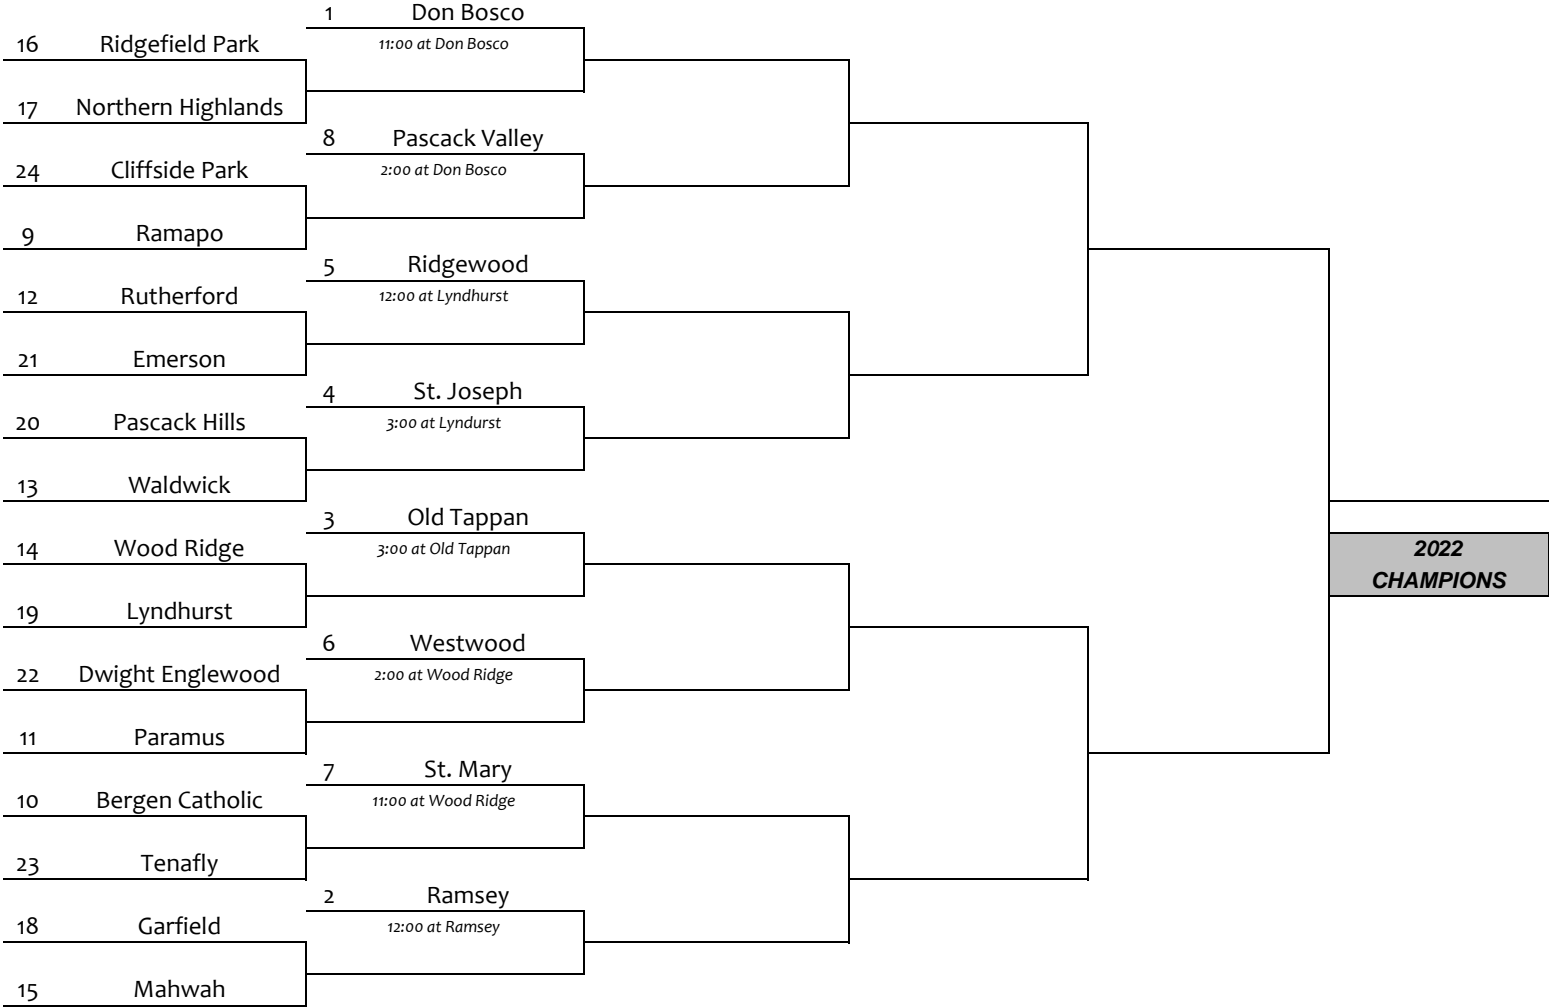 1 Don Bosco
11:00 at Don Bosco
16 Ridgefield Park
17 Northern Highlands
8 Pascack Valley
2:00 at Don Bosco
24 Cliffside Park
9 Ramapo
5 Ridgewood
12:00 at Lyndhurst
12 Rutherford
21 Emerson
4 St. Joseph
3:00 at Lyndurst
20 Pascack Hills
13 Waldwick
3 Old Tappan
3:00 at Old Tappan
14 Wood Ridge
19 Lyndhurst
6 Westwood
2:00 at Wood Ridge
22 Dwight Englewood
11 Paramus
7 St. Mary
11:00 at Wood Ridge
10 Bergen Catholic
23 Tenafly
2 Ramsey
12:00 at Ramsey
18 Garfield
15 Mahwah
2022
CHAMPIONS